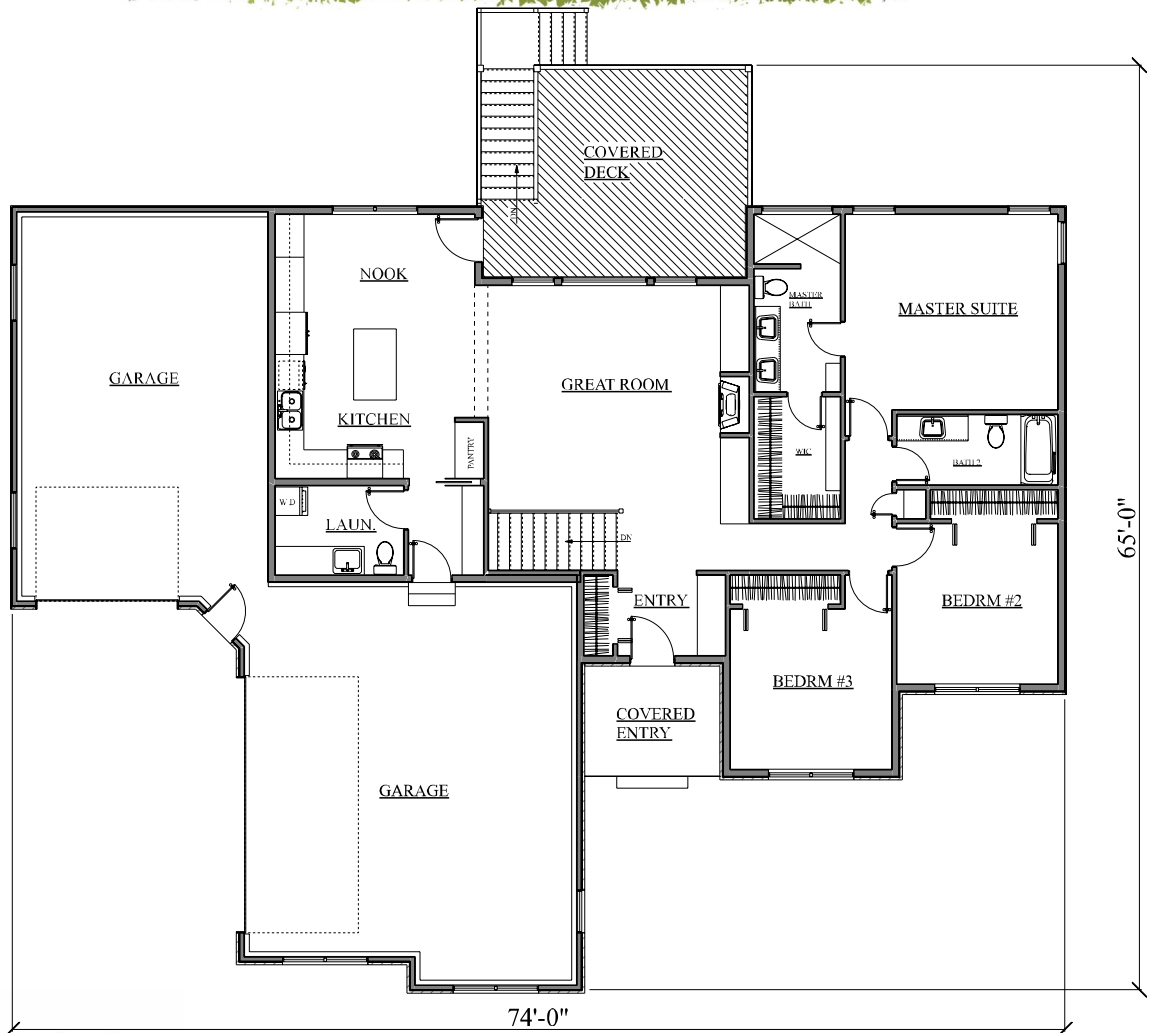 COVERED
DECK
DN
NOOK
MASTER
BATH
MASTER SUITE
GARAGE
GREAT ROOM
KITCHEN
PANTRY
WIC
BATH 2
W D
LAUN.
DN
ENTRY
BEDRM #2
BEDRM #3
COVERED
ENTRY
GARAGE
65'-0"
74'-0"